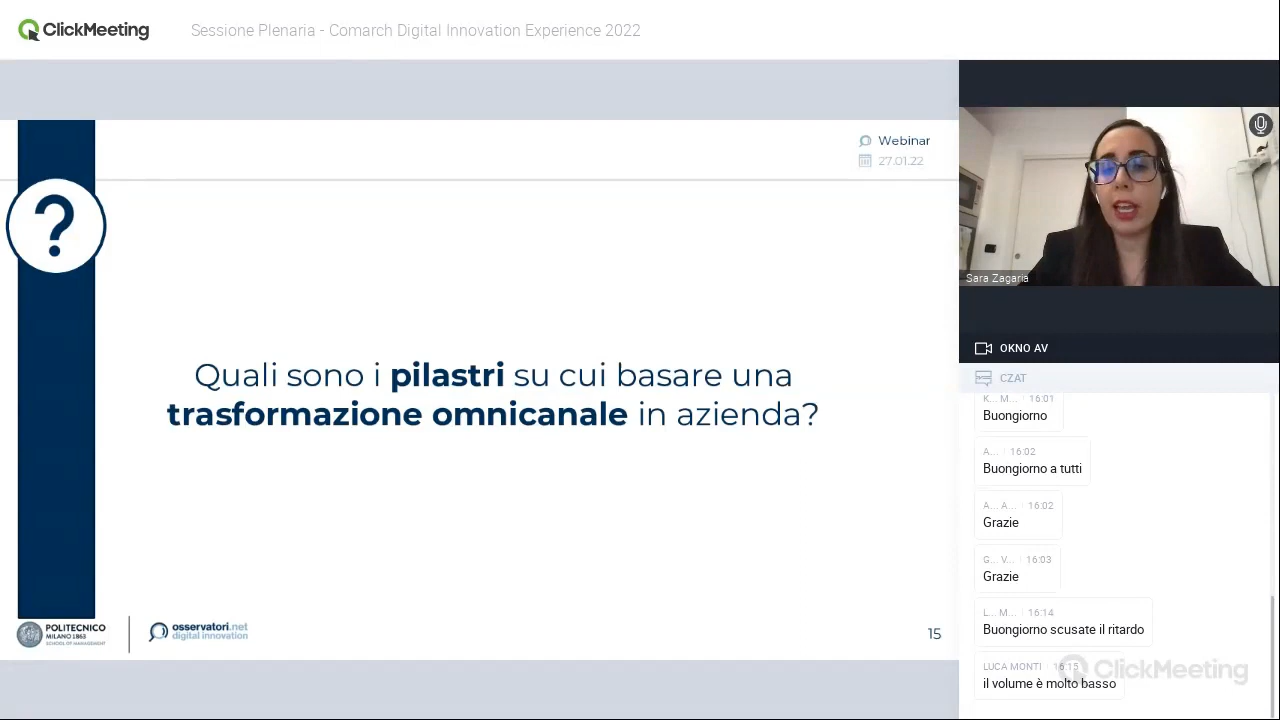 ClickMeeting
Sessione Plenaria - Comarch Digital Innovation Experience 2022
Webinar
27.01.22
?
Quali sono i pilastri su cui basare una
trasformazione omnicanale in azienda?
POLITECNICO
MILANO 1863
SCHOOL OF MANAGEMENT
osservatori.net
digital innovation
15
Sara Zagaria
OKNO AV
CZAT
K... M... 16:01
Buongiorno
A... 16:02
Buongiorno a tutti
A... A... 16:02
Grazie
G... V... 16:03
Grazie
L... M... 16:14
Buongiorno scusate il ritardo
LUCA MONTI 16:15
il volume è molto basso
ClickMeeting